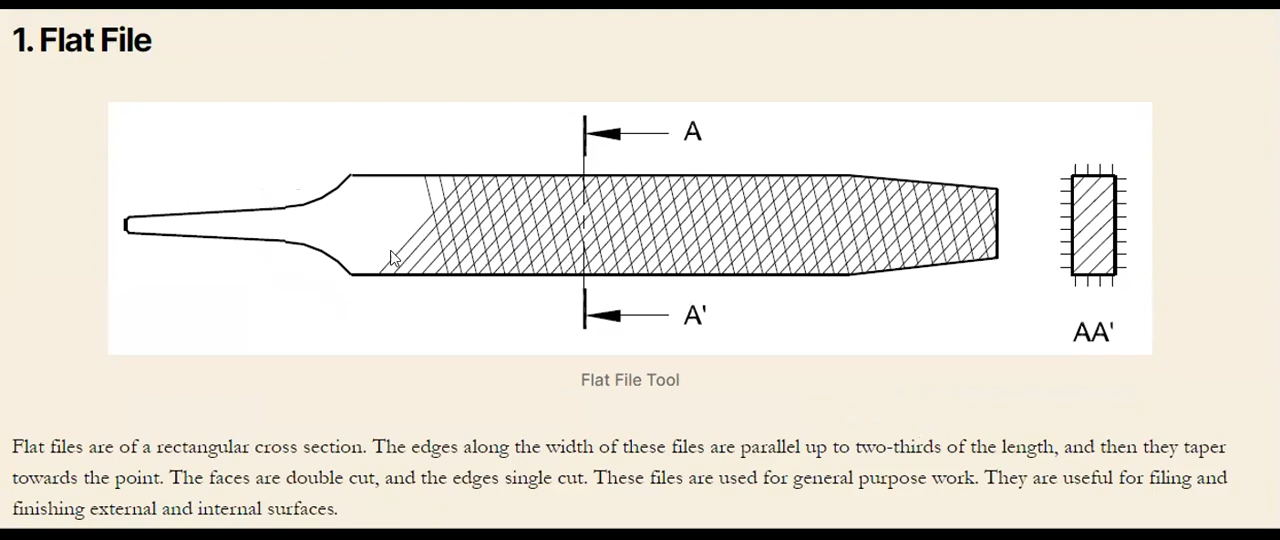 1. Flat File
A
A'
AA'
Flat File Tool
Flat files are of a rectangular cross section. The edges along the width of these files are parallel up to two-thirds of the length, and then they taper
towards the point. The faces are double cut, and the edges single cut. These files are used for general purpose work. They are useful for filing and
finishing external and internal surfaces.